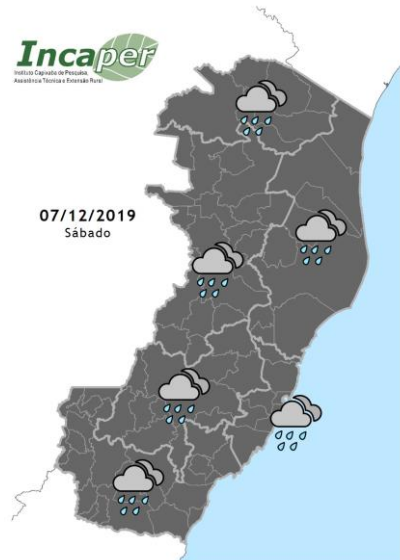 Incaper
Instituto Capixaba de Pesquisa,
Assistência Técnica e Extensão Rural
07/12/2019
Sábado